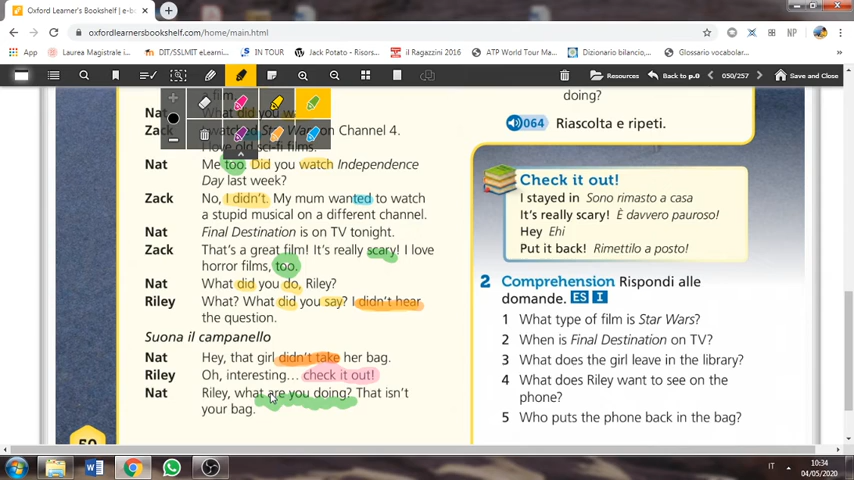 Oxford Learner's Bookshelf | e-bo
oxfordlearnersbookshelf.com/home/main.html
App
Laurea Magistrale i...
DIT/SSLMIT eLearni...
IN TOUR
Jack Potato - Risors...
il Ragazzini 2016
ATP World Tour Ma...
Dizionario bilancio,...
Glossario vocabolar...
NP
Resources
Back to p.0
050/257
Save and Close
a film.
Nat What did you w
Zack I watched Star Wars on Channel 4.
I love old sci-fi films.
Nat Me too. Did you watch Independence
Day last week?
Zack No, I didn't. My mum wanted to watch
a stupid musical on a different channel.
Nat Final Destination is on TV tonight.
Zack That's a great film! It's really scary! I love
horror films, too.
Nat What did you do, Riley?
Riley What? What did you say? I didn't hear
the question.
Suona il campanello
Nat Hey, that girl didn't take her bag.
Riley Oh, interesting... check it out!
Nat Riley, what are you doing? That isn't
your bag.
50
doing?
064 Riascolta e ripeti.
Check it out!
I stayed in Sono rimasto a casa
It's really scary! È davvero pauroso!
Hey Ehi
Put it back! Rimettilo a posto!
2 Comprehension Rispondi alle
domande. ES I
1 What type of film is Star Wars?
2 When is Final Destination on TV?
3 What does the girl leave in the library?
4 What does Riley want to see on the
phone?
5 Who puts the phone back in the bag?
IT
10:34
04/05/2020